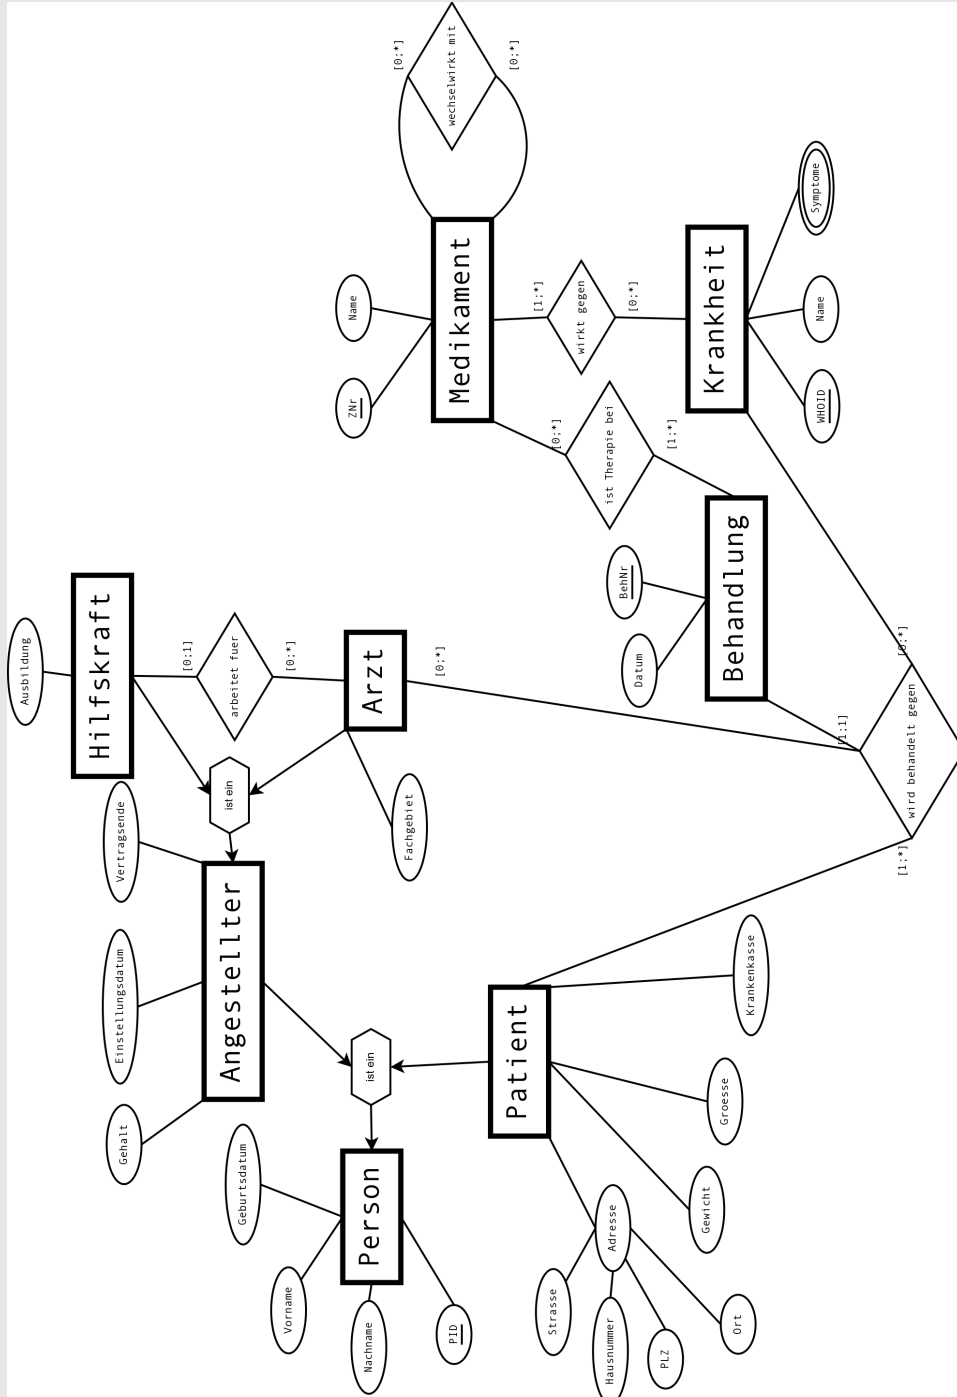 Ausbildung
Hilfskraft
Vertragsende
Einstellungsdatum
Gehalt
[0;1]
arbeitet fuer
[0;*]
ist ein
Angestellter
Geburtsdatum
Vorname
Nachname
PID
Person
ist ein
Arzt
[0;*]
Fachgebiet
[0;*]
wechselwirkt mit
[0;*]
Name
ZNr
Medikament
[1;*]
wirkt gegen
[0;*]
[0;*]
ist Therapie bei
[1;*]
Krankheit
Symptome
Name
WHOID
BehNr
Datum
Behandlung
[0;*]
[1;1]
wird behandelt gegen
[1;*]
Patient
Krankenkasse
Groesse
Gewicht
Adresse
Strasse
Hausnummer
PLZ
Ort